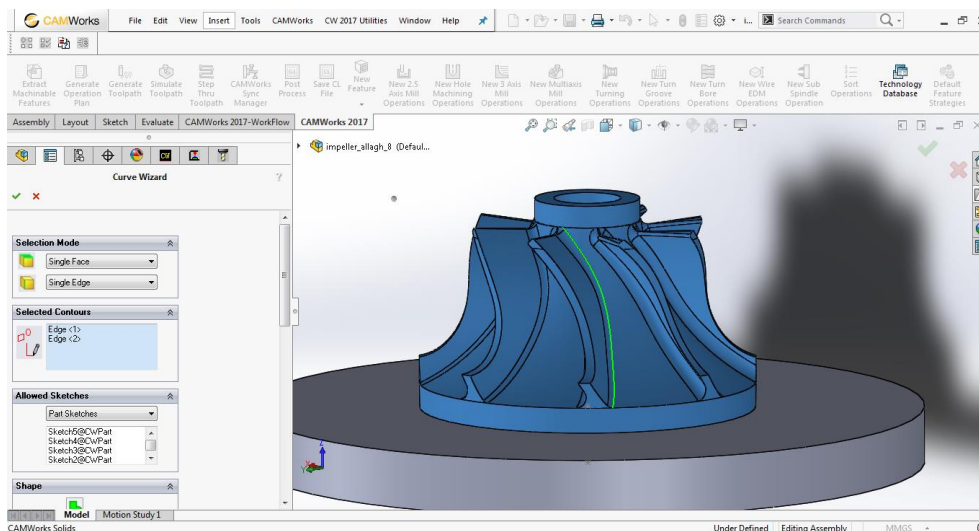 CAMWorks File Edit View Insert Tools CAMWorks CW 2017 Utilities Window Help i... Search Commands
Extract Machinable Features
Generate Operation Plan
Generate Toolpath
Simulate Toolpath
Step Thru Toolpath
CAMWorks Sync Manager
Post Process
Save CL File
New Feature
New 2.5 Axis Mill Operations
New Hole Machining Operations
New 3 Axis Mill Operations
New Multiaxis Mill Operations
New Turning Operations
New Turn Groove Operations
New Turn Bore Operations
New Wire EDM Operations
New Sub Spindle Operation
Sort Operations
Technology Database
Default Feature Strategies
Assembly Layout Sketch Evaluate CAMWorks 2017-WorkFlow CAMWorks 2017
impeller_allagh_8 (Defaul...
Curve Wizard ?
Selection Mode
Single Face
Single Edge
Selected Contours
Edge <1>
Edge <2>
Allowed Sketches
Part Sketches
Sketch5@CWPart
Sketch4@CWPart
Sketch3@CWPart
Sketch2@CWPart
Shape
Model Motion Study 1
CAMWorks Solids Under Defined Editing Assembly MMGS